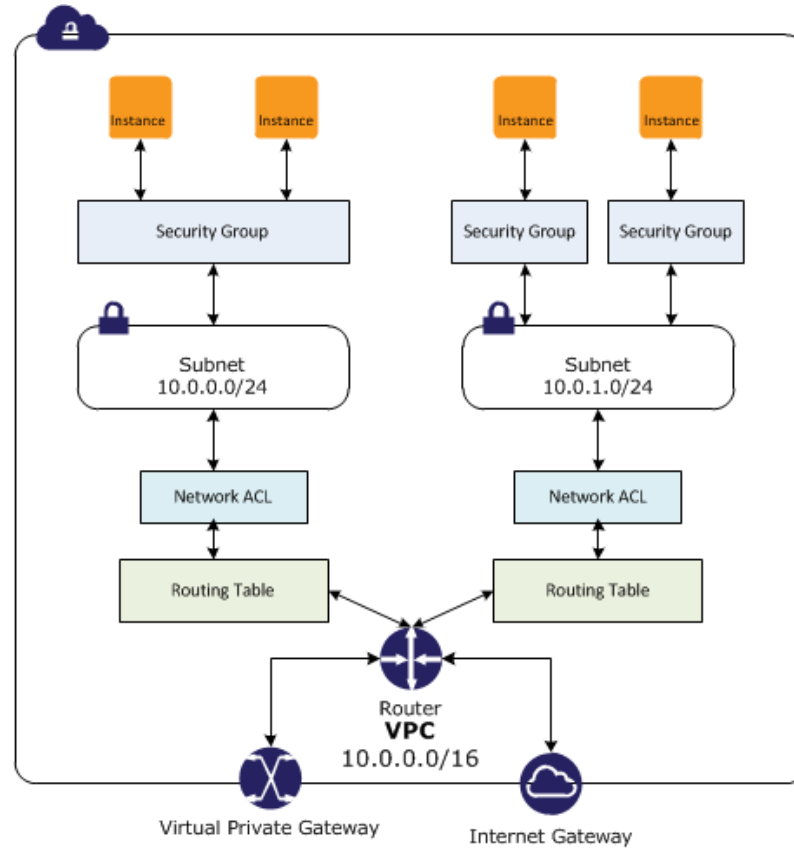 Instance
Instance
Instance
Instance
Security Group
Security Group
Security Group
Subnet
10.0.0.0/24
Subnet
10.0.1.0/24
Network ACL
Network ACL
Routing Table
Routing Table
Router
VPC
10.0.0.0/16
Virtual Private Gateway
Internet Gateway